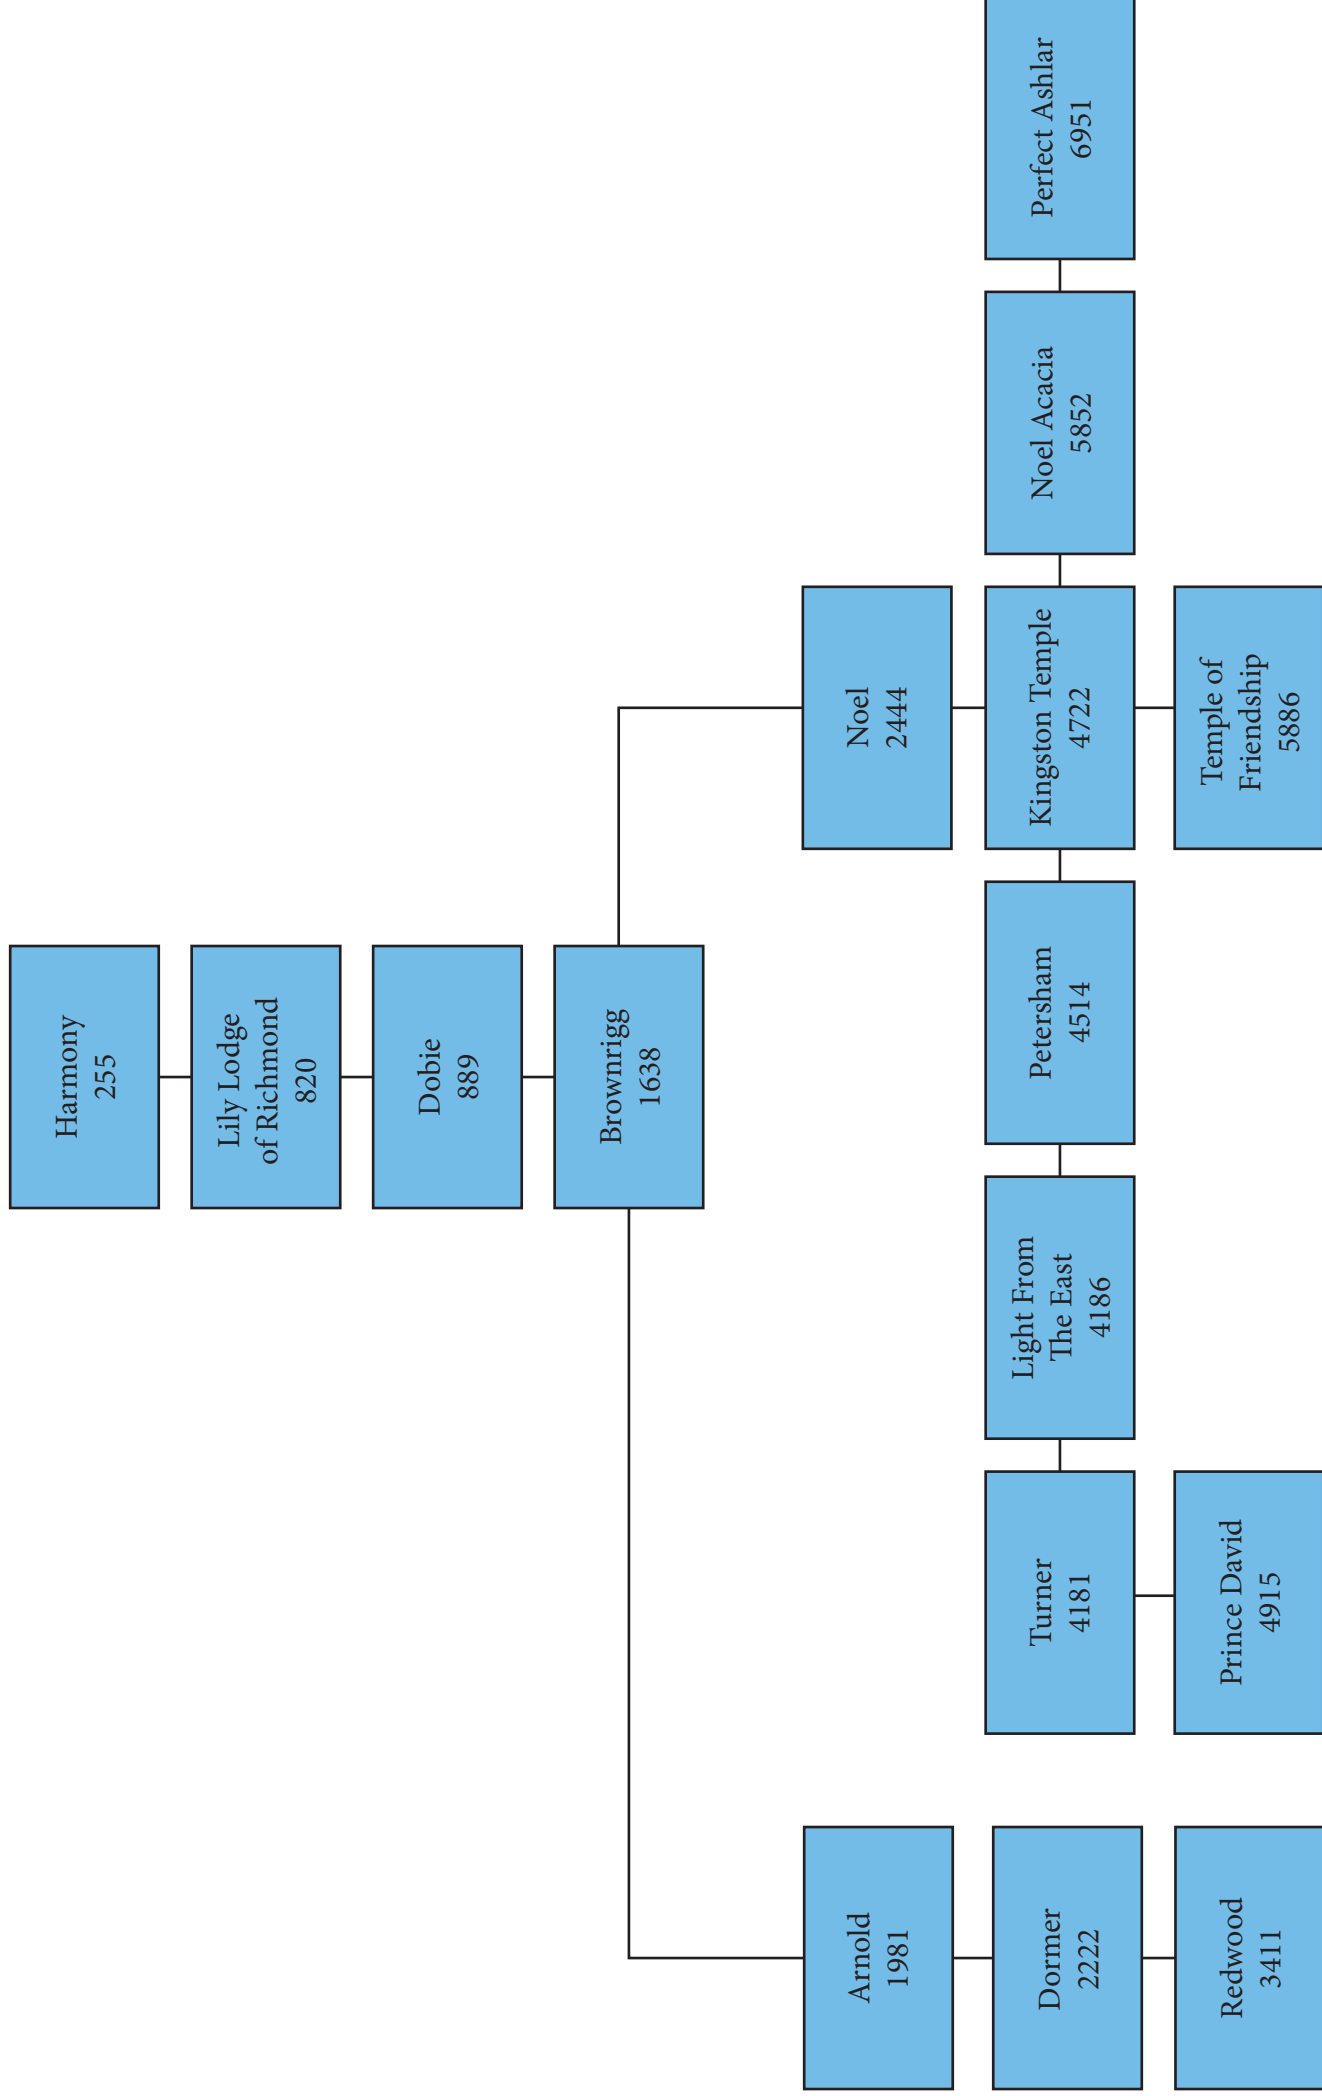 Harmony
255
Lily Lodge
of Richmond
820
Dobie
889
Brownrigg
1638
Arnold
1981
Noel
2444
Dormer
2222
Turner
4181
Light From
The East
4186
Petersham
4514
Kingston Temple
4722
Noel Acacia
5852
Perfect Ashlar
6951
Redwood
3411
Prince David
4915
Temple of
Friendship
5886